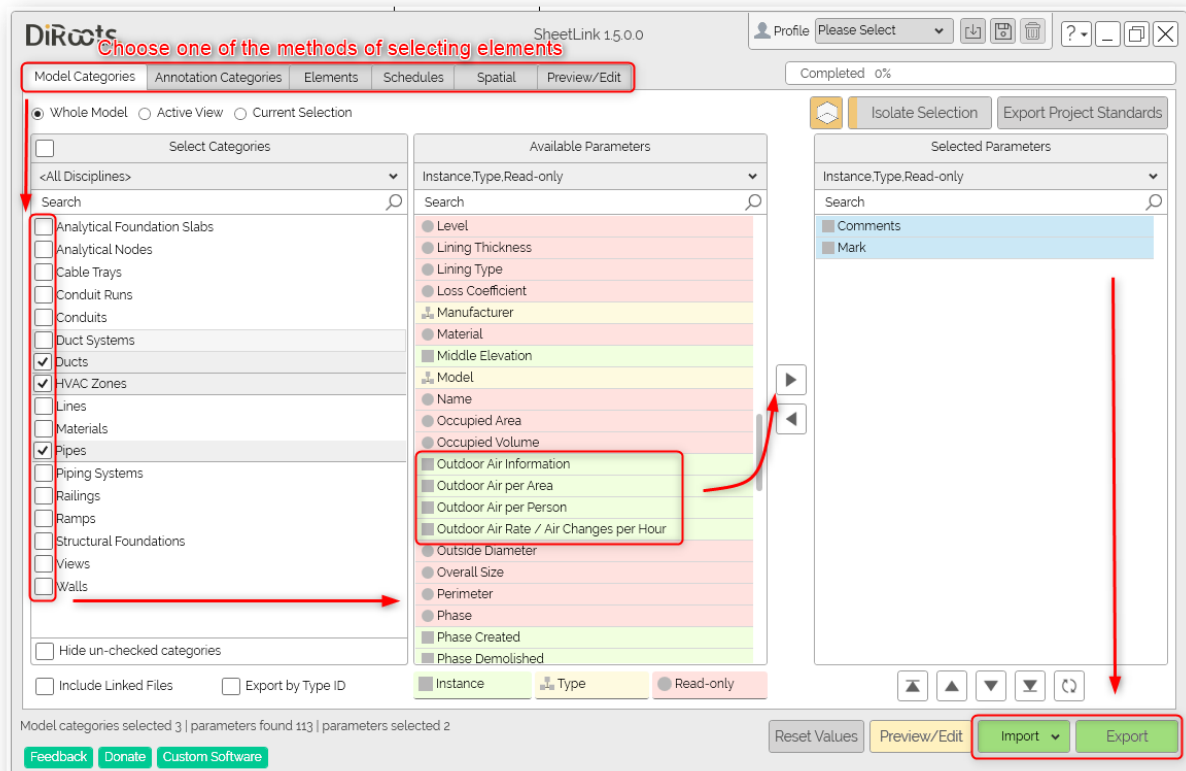 DiRoots
SheetLink 1.5.0.0
Profile
Please Select
?
Choose one of the methods of selecting elements
Model Categories
Annotation Categories
Elements
Schedules
Spatial
Preview/Edit
Completed 0%
Whole Model
Active View
Current Selection
Isolate Selection
Export Project Standards
Select Categories
<All Disciplines>
Search
Analytical Foundation Slabs
Analytical Nodes
Cable Trays
Conduit Runs
Conduits
Duct Systems
Ducts
HVAC Zones
Lines
Materials
Pipes
Piping Systems
Railings
Ramps
Structural Foundations
Views
Walls
Hide un-checked categories
Include Linked Files
Export by Type ID
Available Parameters
Instance,Type,Read-only
Search
Level
Lining Thickness
Lining Type
Loss Coefficient
Manufacturer
Material
Middle Elevation
Model
Name
Occupied Area
Occupied Volume
Outdoor Air Information
Outdoor Air per Area
Outdoor Air per Person
Outdoor Air Rate / Air Changes per Hour
Outside Diameter
Overall Size
Perimeter
Phase
Phase Created
Phase Demolished
Instance
Type
Read-only
Selected Parameters
Instance,Type,Read-only
Search
Comments
Mark
Model categories selected 3 | parameters found 113 | parameters selected 2
Reset Values
Preview/Edit
Import
Export
Feedback
Donate
Custom Software